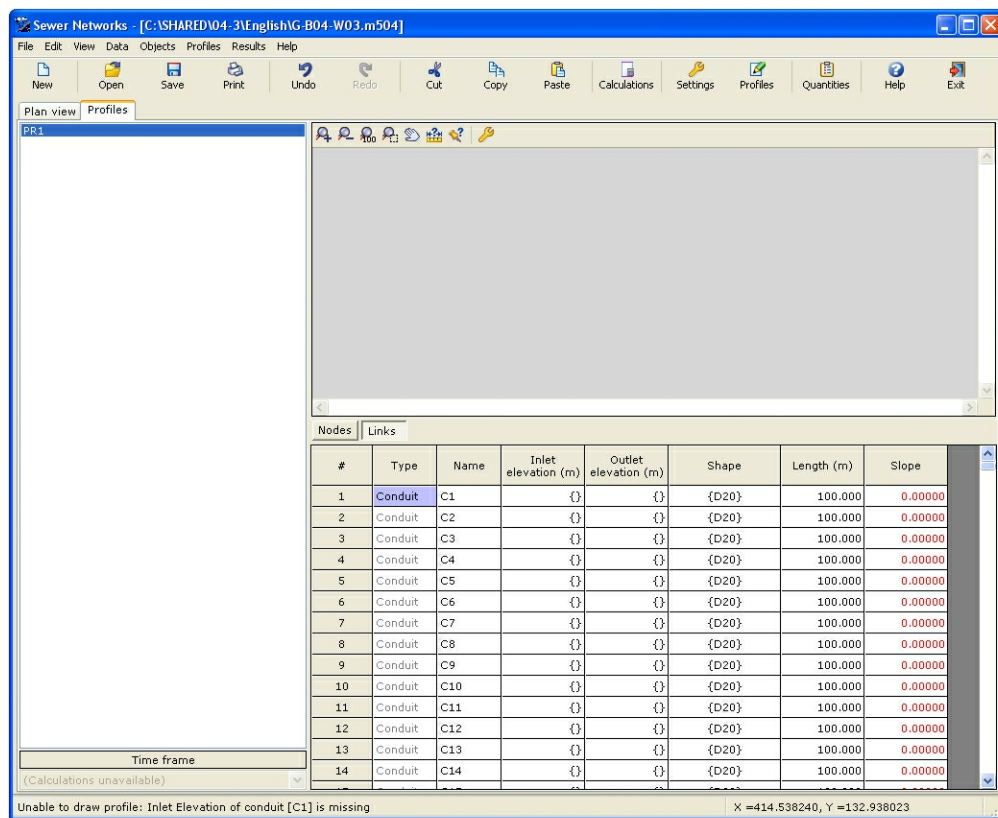 Sewer Networks - [C:\SHARED\04-3\English\G-B04-W03.m504]
File Edit View Data Objects Profiles Results Help
New Open Save Print Undo Redo Cut Copy Paste Calculations Settings Profiles Quantities Help Exit
Plan view Profiles
PR1
100
Nodes Links
# Type Name Inlet elevation (m) Outlet elevation (m) Shape Length (m) Slope
1 Conduit C1 {} {} {D20} 100.000 0.00000
2 Conduit C2 {} {} {D20} 100.000 0.00000
3 Conduit C3 {} {} {D20} 100.000 0.00000
4 Conduit C4 {} {} {D20} 100.000 0.00000
5 Conduit C5 {} {} {D20} 100.000 0.00000
6 Conduit C6 {} {} {D20} 100.000 0.00000
7 Conduit C7 {} {} {D20} 100.000 0.00000
8 Conduit C8 {} {} {D20} 100.000 0.00000
9 Conduit C9 {} {} {D20} 100.000 0.00000
10 Conduit C10 {} {} {D20} 100.000 0.00000
11 Conduit C11 {} {} {D20} 100.000 0.00000
12 Conduit C12 {} {} {D20} 100.000 0.00000
13 Conduit C13 {} {} {D20} 100.000 0.00000
14 Conduit C14 {} {} {D20} 100.000 0.00000
Time frame
(Calculations unavailable)
Unable to draw profile: Inlet Elevation of conduit [C1] is missing
X =414.538240, Y =132.938023